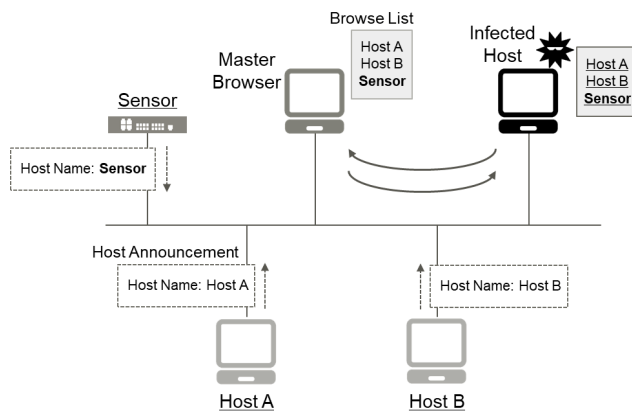 Browse List
Host A
Host B
Sensor
Master
Browser
Infected
Host
Host A
Host B
Sensor
Sensor
Host Name: Sensor
Host Announcement
Host Name: Host A
Host Name: Host B
Host A
Host B